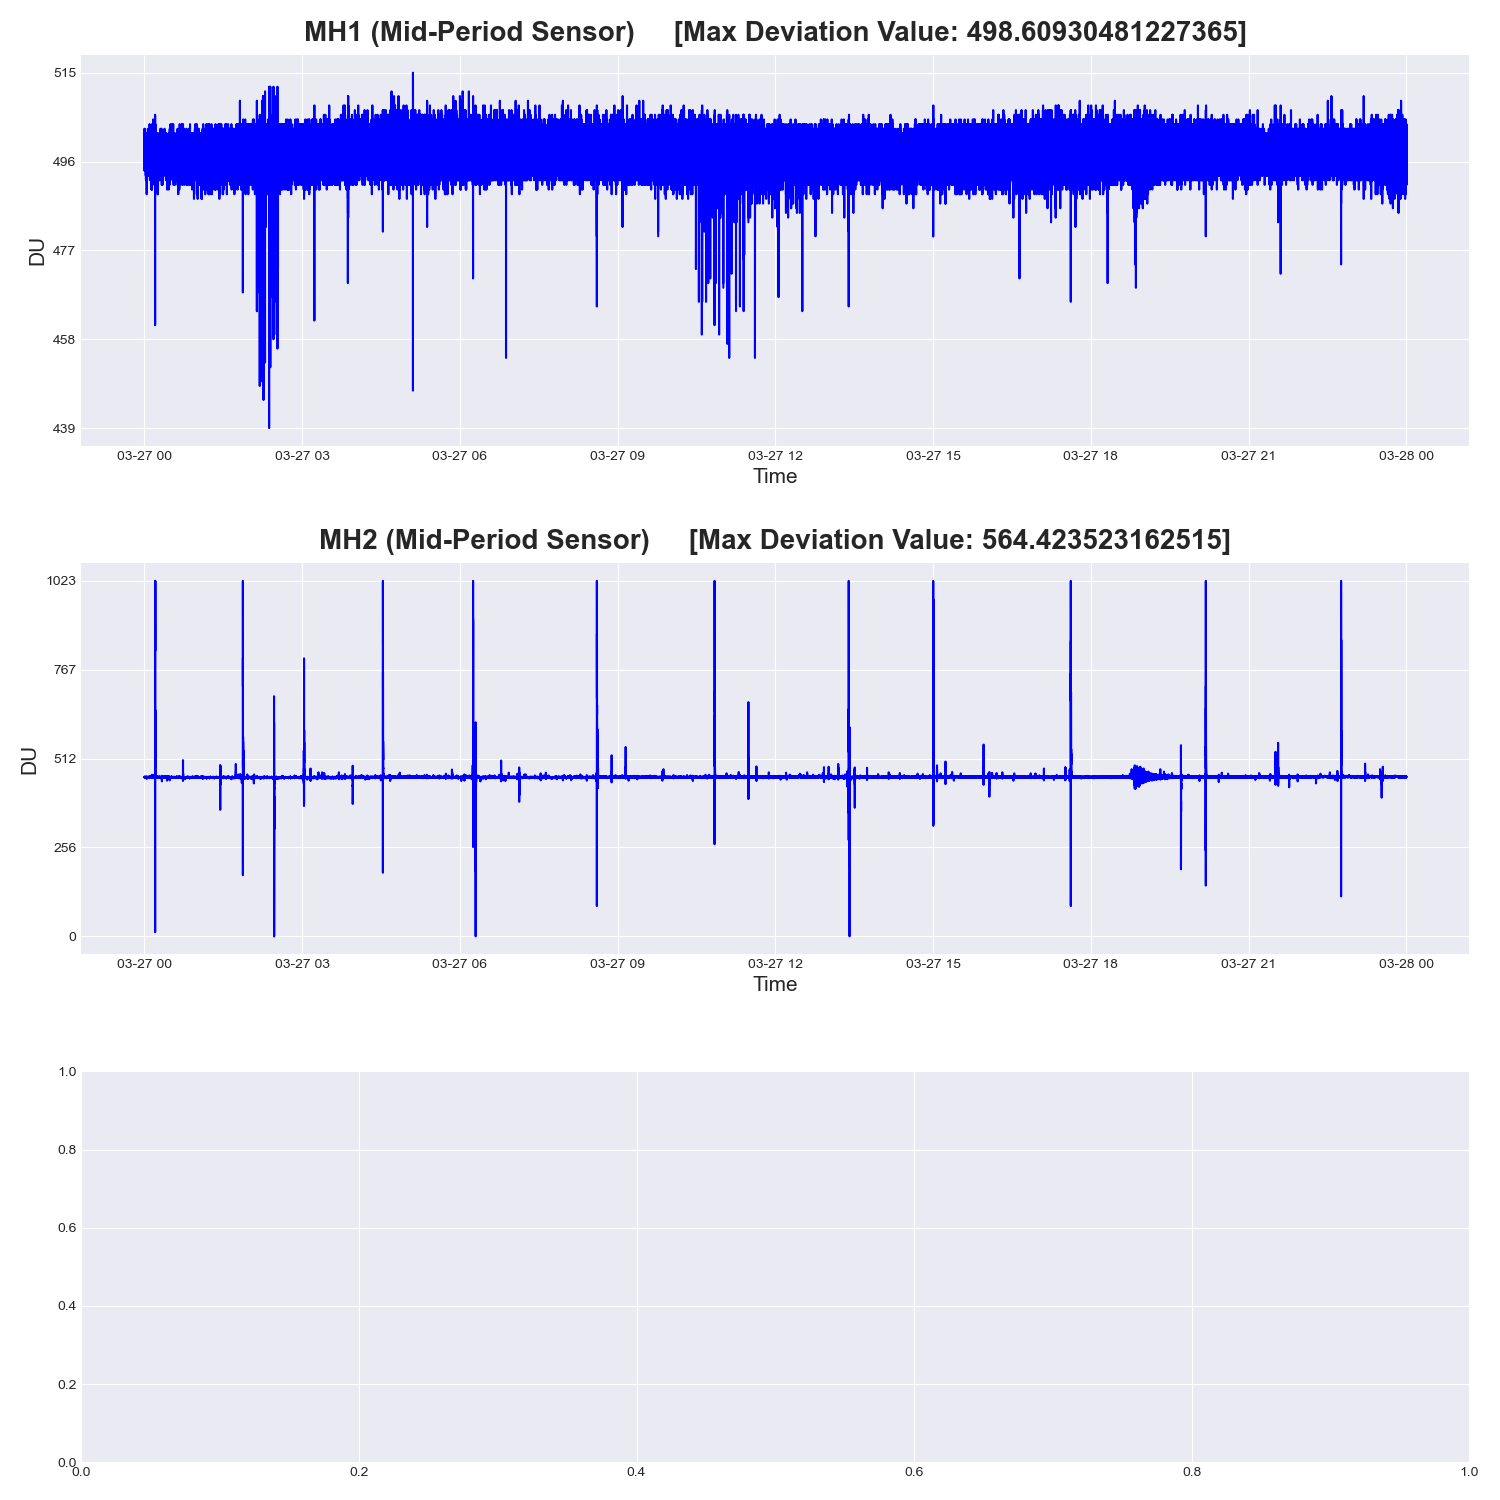 MH1 (Mid-Period Sensor) [Max Deviation Value: 498.60930481227365]
515
496
477
458
439
DU
03-27 00 03-27 03 03-27 06 03-27 09 03-27 12 03-27 15 03-27 18 03-27 21 03-28 00
Time
MH2 (Mid-Period Sensor) [Max Deviation Value: 564.423523162515]
1023
767
512
256
0
DU
03-27 00 03-27 03 03-27 06 03-27 09 03-27 12 03-27 15 03-27 18 03-27 21 03-28 00
Time
1.0
0.8
0.6
0.4
0.2
0.0
0.0 0.2 0.4 0.6 0.8 1.0